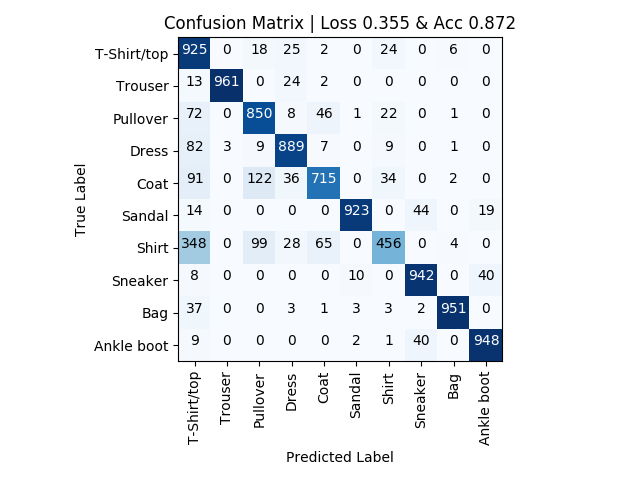 Confusion Matrix | Loss 0.355 & Acc 0.872
True Label
T-Shirt/top 925 0 18 25 2 0 24 0 6 0
Trouser 13 961 0 24 2 0 0 0 0 0
Pullover 72 0 850 8 46 1 22 0 1 0
Dress 82 3 9 889 7 0 9 0 1 0
Coat 91 0 122 36 715 0 34 0 2 0
Sandal 14 0 0 0 0 923 0 44 0 19
Shirt 348 0 99 28 65 0 456 0 4 0
Sneaker 8 0 0 0 0 10 0 942 0 40
Bag 37 0 0 3 1 3 3 2 951 0
Ankle boot 9 0 0 0 0 2 1 40 0 948
T-Shirt/top Trouser Pullover Dress Coat Sandal Shirt Sneaker Bag Ankle boot
Predicted Label